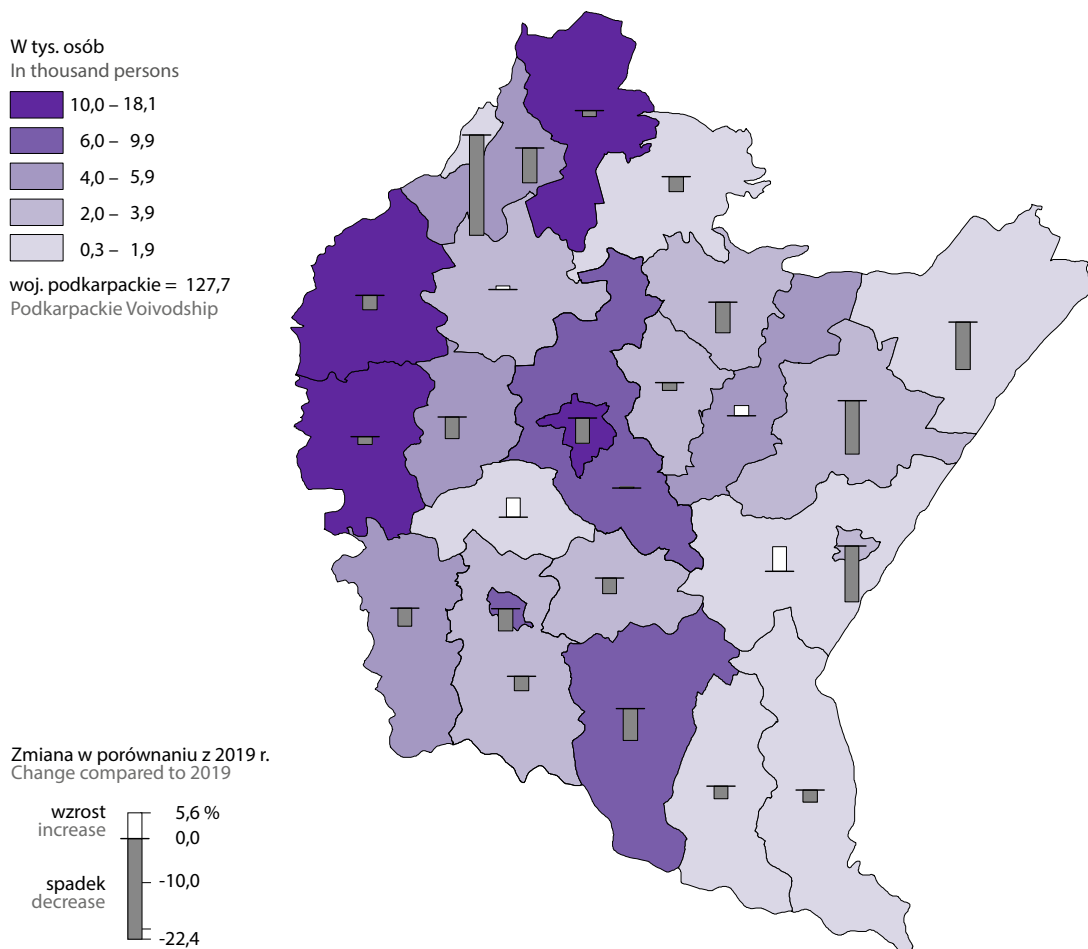 W tys. osób
In thousand persons
10,0 – 18,1
6,0 – 9,9
4,0 – 5,9
2,0 – 3,9
0,3 – 1,9
woj. podkarpackie = 127,7
Podkarpackie Voivodship
Zmiana w porównaniu z 2019 r.
Change compared to 2019
wzrost 5,6 %
increase
0,0
spadek -10,0
decrease
-22,4